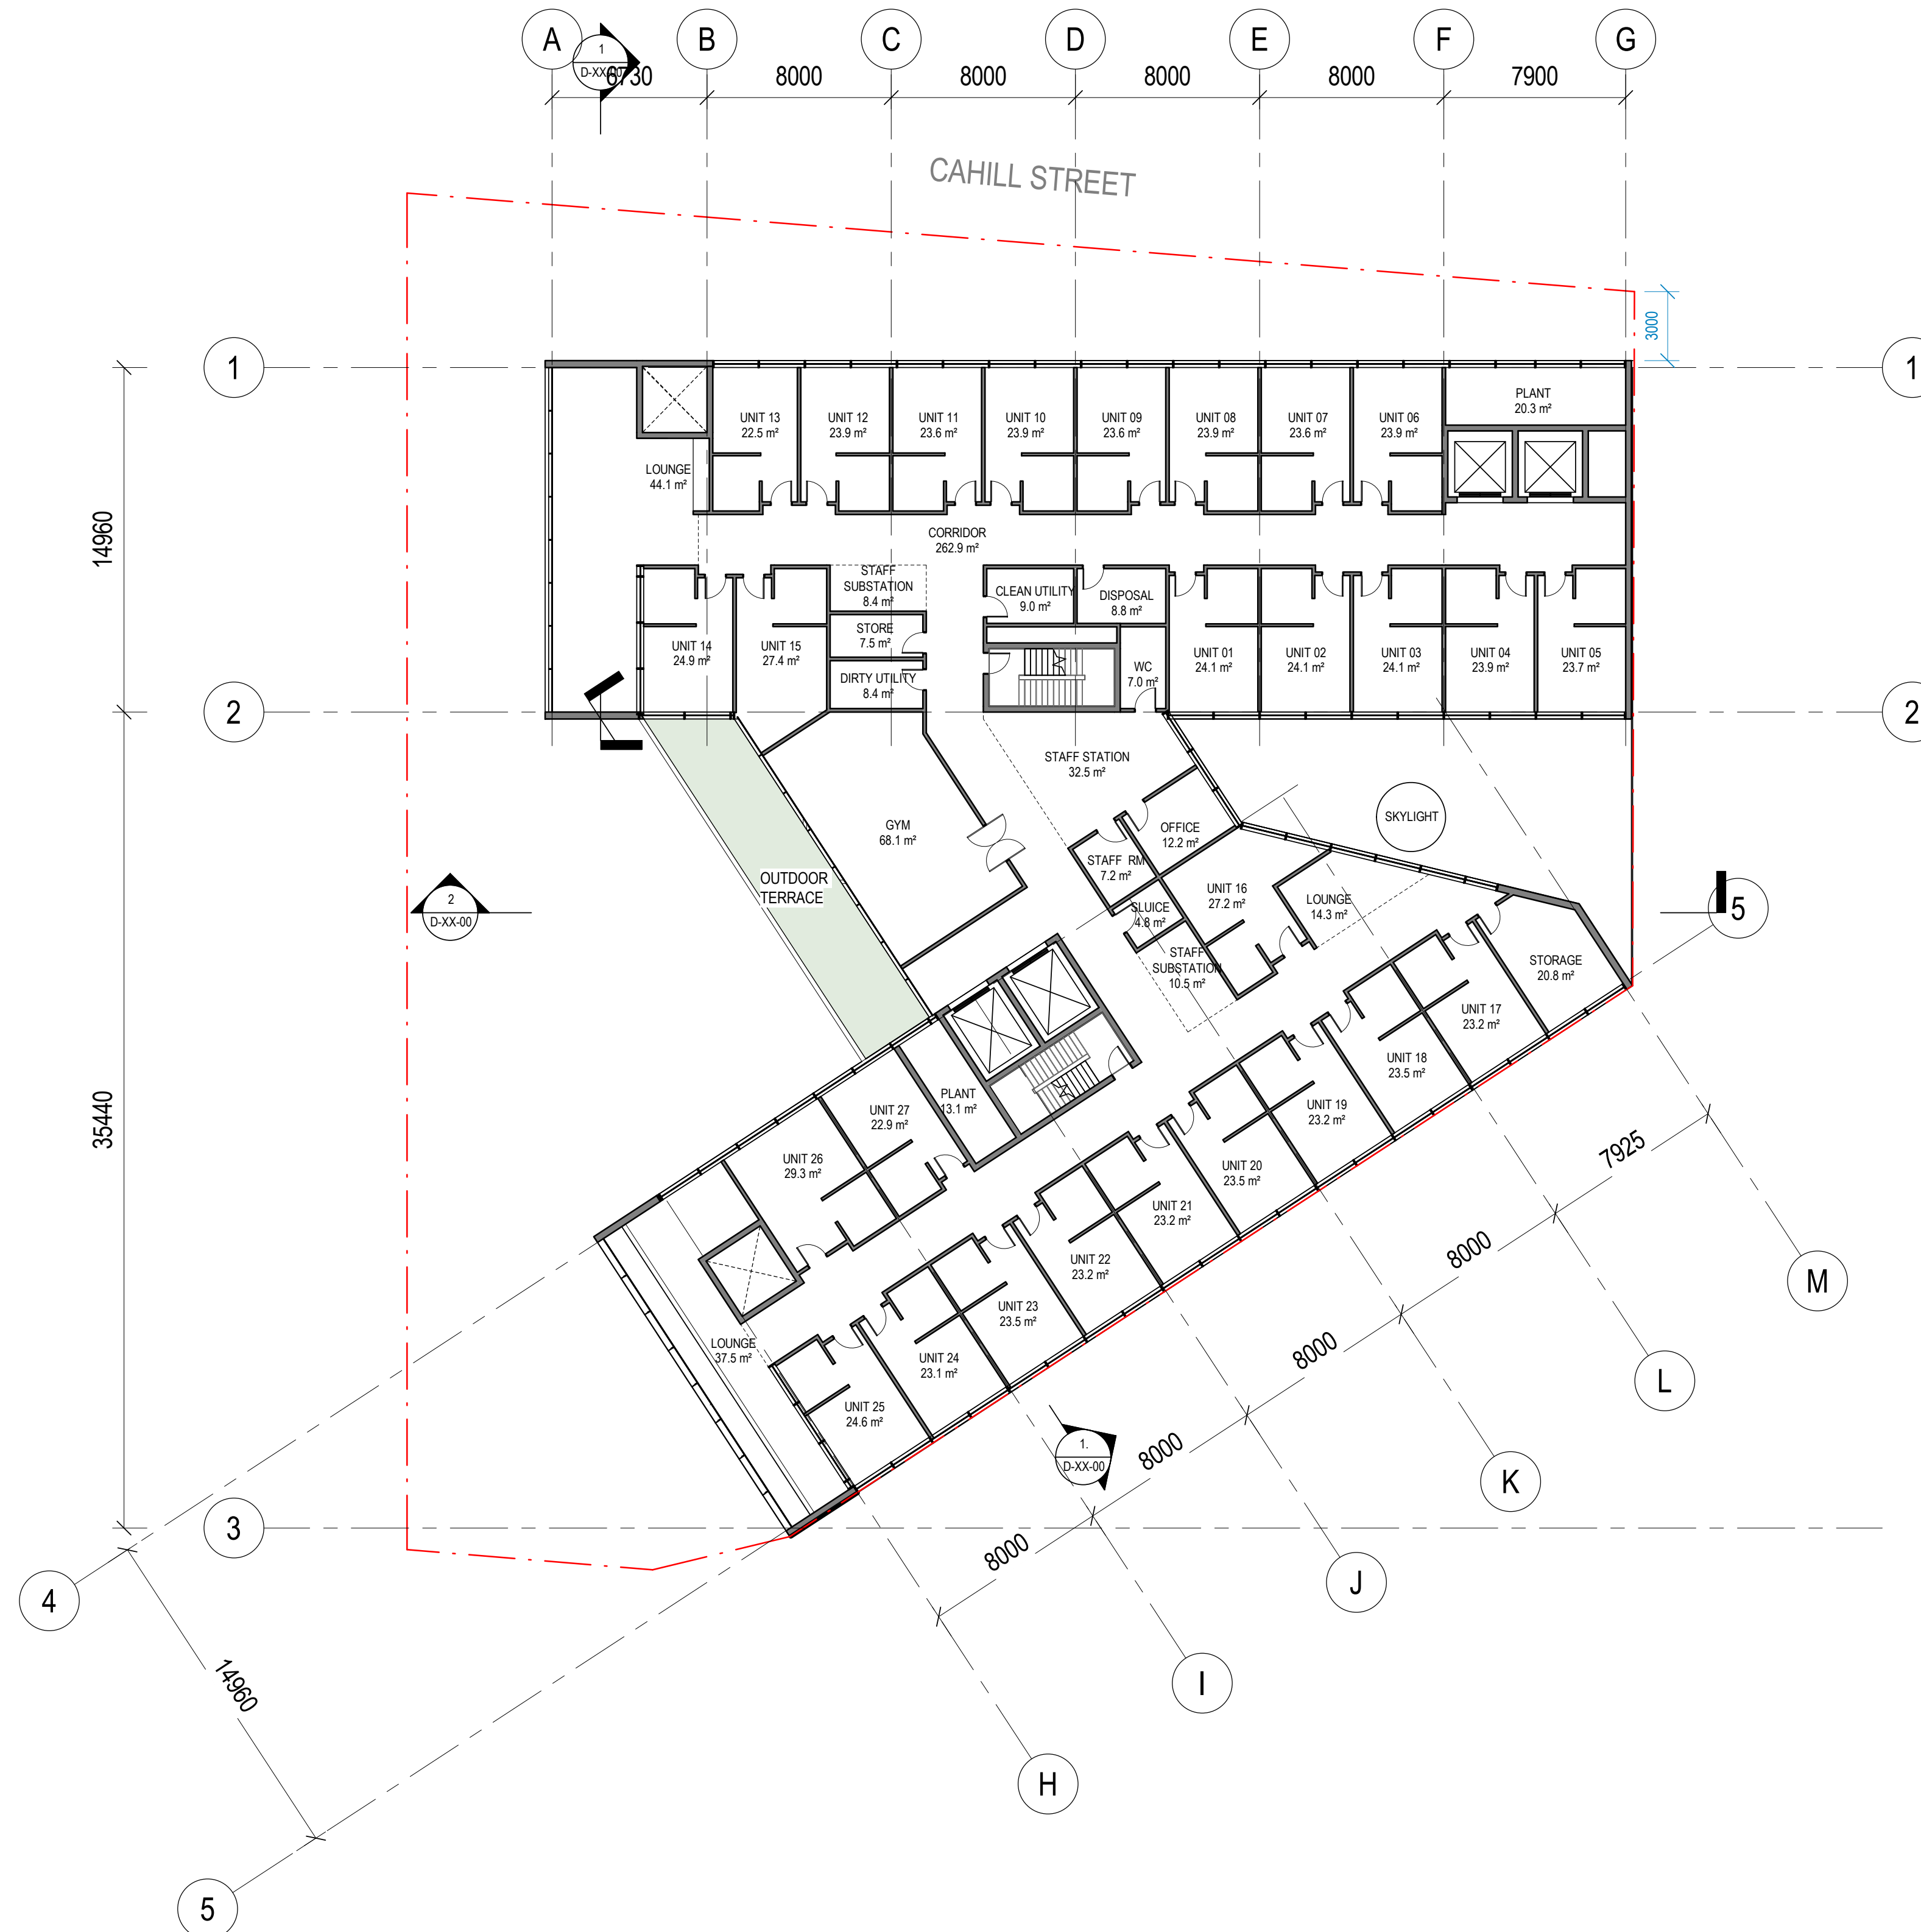 A
B
C
D
E
F
G
1
D-XX-00
6730
8000
8000
8000
8000
7900
CAHILL STREET
3000
1
1
PLANT
20.3 m²
UNIT 13
22.5 m²
UNIT 12
23.9 m²
UNIT 11
23.6 m²
UNIT 10
23.9 m²
UNIT 09
23.6 m²
UNIT 08
23.9 m²
UNIT 07
23.6 m²
UNIT 06
23.9 m²
LOUNGE
44.1 m²
14960
CORRIDOR
262.9 m²
STAFF
SUBSTATION
8.4 m²
CLEAN UTILITY
9.0 m²
DISPOSAL
8.8 m²
STORE
7.5 m²
UNIT 14
24.9 m²
UNIT 15
27.4 m²
DIRTY UTILITY
8.4 m²
WC
7.0 m²
UNIT 01
24.1 m²
UNIT 02
24.1 m²
UNIT 03
24.1 m²
UNIT 04
23.9 m²
UNIT 05
23.7 m²
2
2
STAFF STATION
32.5 m²
GYM
68.1 m²
OFFICE
12.2 m²
SKYLIGHT
STAFF RM
7.2 m²
OUTDOOR
TERRACE
UNIT 16
27.2 m²
LOUNGE
14.3 m²
SLUICE
4.8 m²
2
D-XX-00
5
STAFF
SUBSTATION
10.5 m²
STORAGE
20.8 m²
UNIT 17
23.2 m²
UNIT 18
23.5 m²
PLANT
13.1 m²
UNIT 27
22.9 m²
UNIT 19
23.2 m²
35440
UNIT 26
29.3 m²
UNIT 20
23.5 m²
7925
UNIT 21
23.2 m²
UNIT 22
23.2 m²
8000
M
UNIT 23
23.5 m²
LOUNGE
37.5 m²
UNIT 24
23.1 m²
8000
L
UNIT 25
24.6 m²
1.
D-XX-00
8000
K
3
8000
J
4
14960
I
H
5